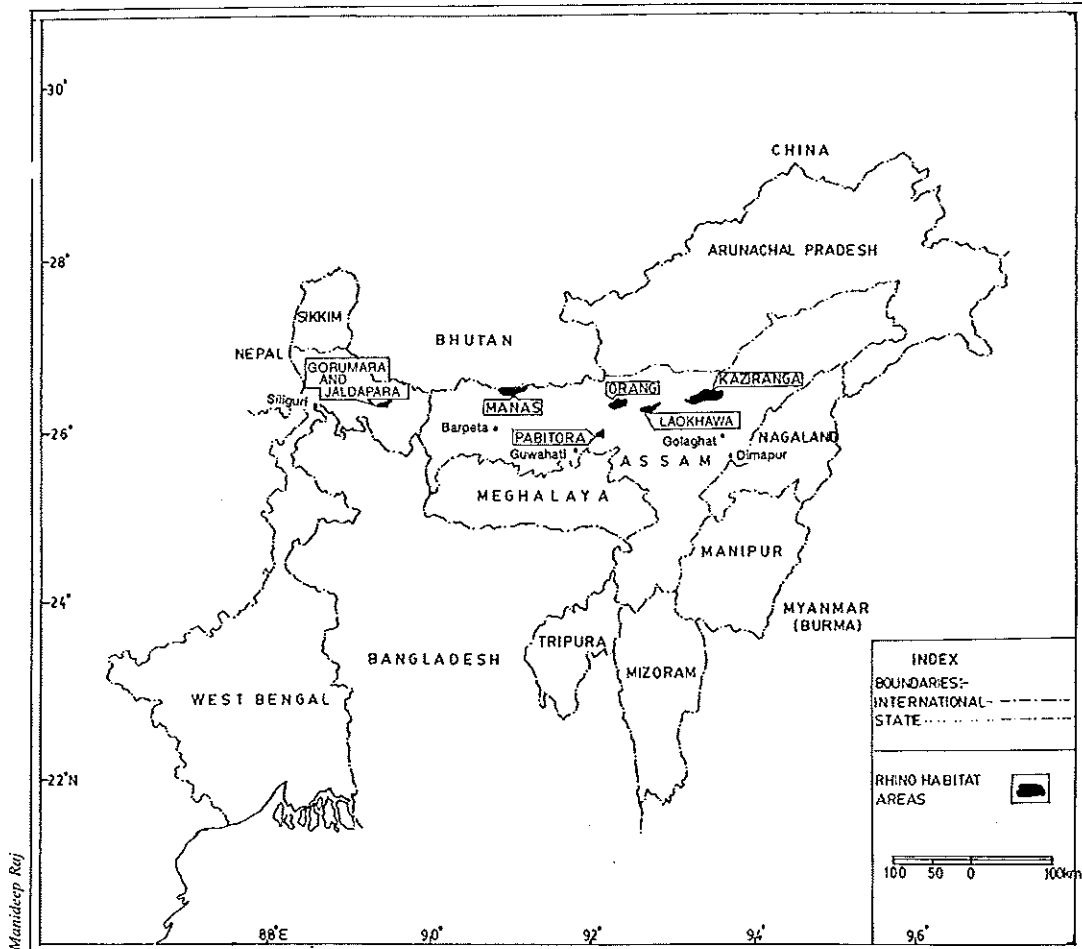 30°
CHINA
28°
ARUNACHAL PRADESH
SIKKIM
NEPAL
BHUTAN
GORUMARA
AND
JALDAPARA
KAZIRANGA
ORANG
Siliguri
MANAS
LAOKHAWA
26°
Barpeta
PABITORA
Golaghat
NAGALAND
Guwahati
ASSAM
Dimapur
MEGHALAYA
MANIPUR
24°
MYANMAR
(BURMA)
TRIPURA
BANGLADESH
MIZORAM
WEST BENGAL
INDEX
BOUNDARIES:-
INTERNATIONAL
STATE
22°N
RHINO HABITAT
AREAS
100 50 0 100km
Manideep Raj
88°E 90° 92° 94° 96°